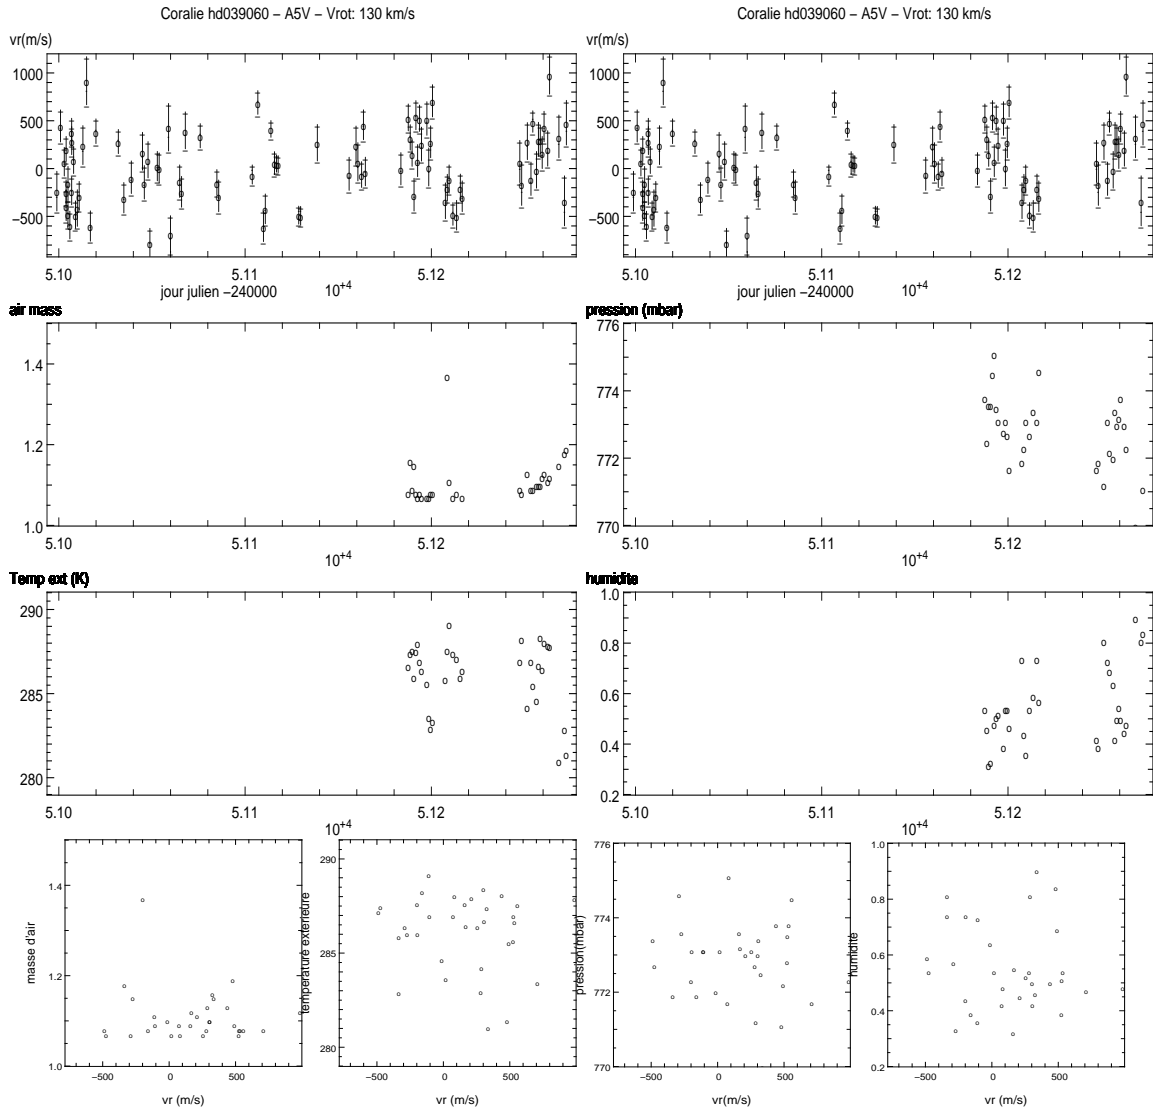 Coralie hd039060 − A5V − Vrot: 130 km/s Coralie hd039060 − A5V − Vrot: 130 km/s
vr(m/s) vr(m/s)
1000 1000
500 500
0 0
−500 −500
5.10 5.11 5.12 5.10 5.11 5.12
jour julien −240000 10+4 jour julien −240000 10+4
air mass pression (mbar)
776
1.4 774
1.2 772
1.0 770
5.10 5.11 5.12 5.10 5.11 5.12
10+4 10+4
Temp ext (K) humidite
290 1.0
0.8
285 0.6
0.4
280 0.2
5.10 5.11 5.12 5.10 5.11 5.12
10+4 10+4
masse d'air temperature exterieure pression(mbar) humidite
1.4 290 776 1.0
1.2 285 774 0.8
1.0 280 772 0.6
770 0.4
0.2
−500 0 500 −500 0 500 −500 0 500 −500 0 500
vr (m/s) vr (m/s) vr(m/s) vr (m/s)